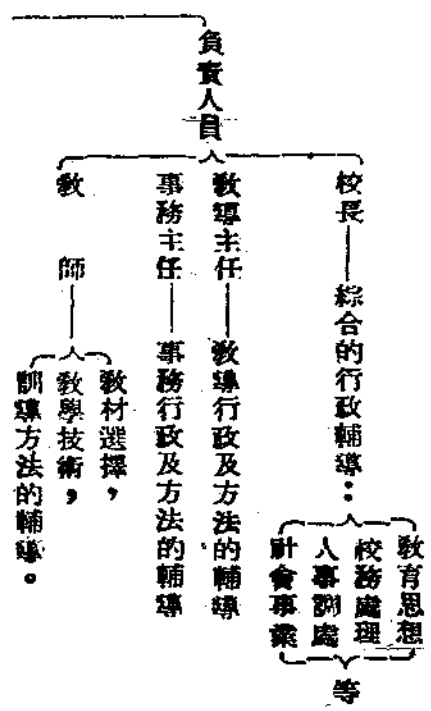 負責人員
校長——綜合的行政輔導：
教育思想
校務處理
人事調處
社會事業
等
教導主任——教導行政及方法的輔導
事務主任——事務行政及方法的輔導
教師——
教材選擇，
教學技術，
訓導方法的輔導。